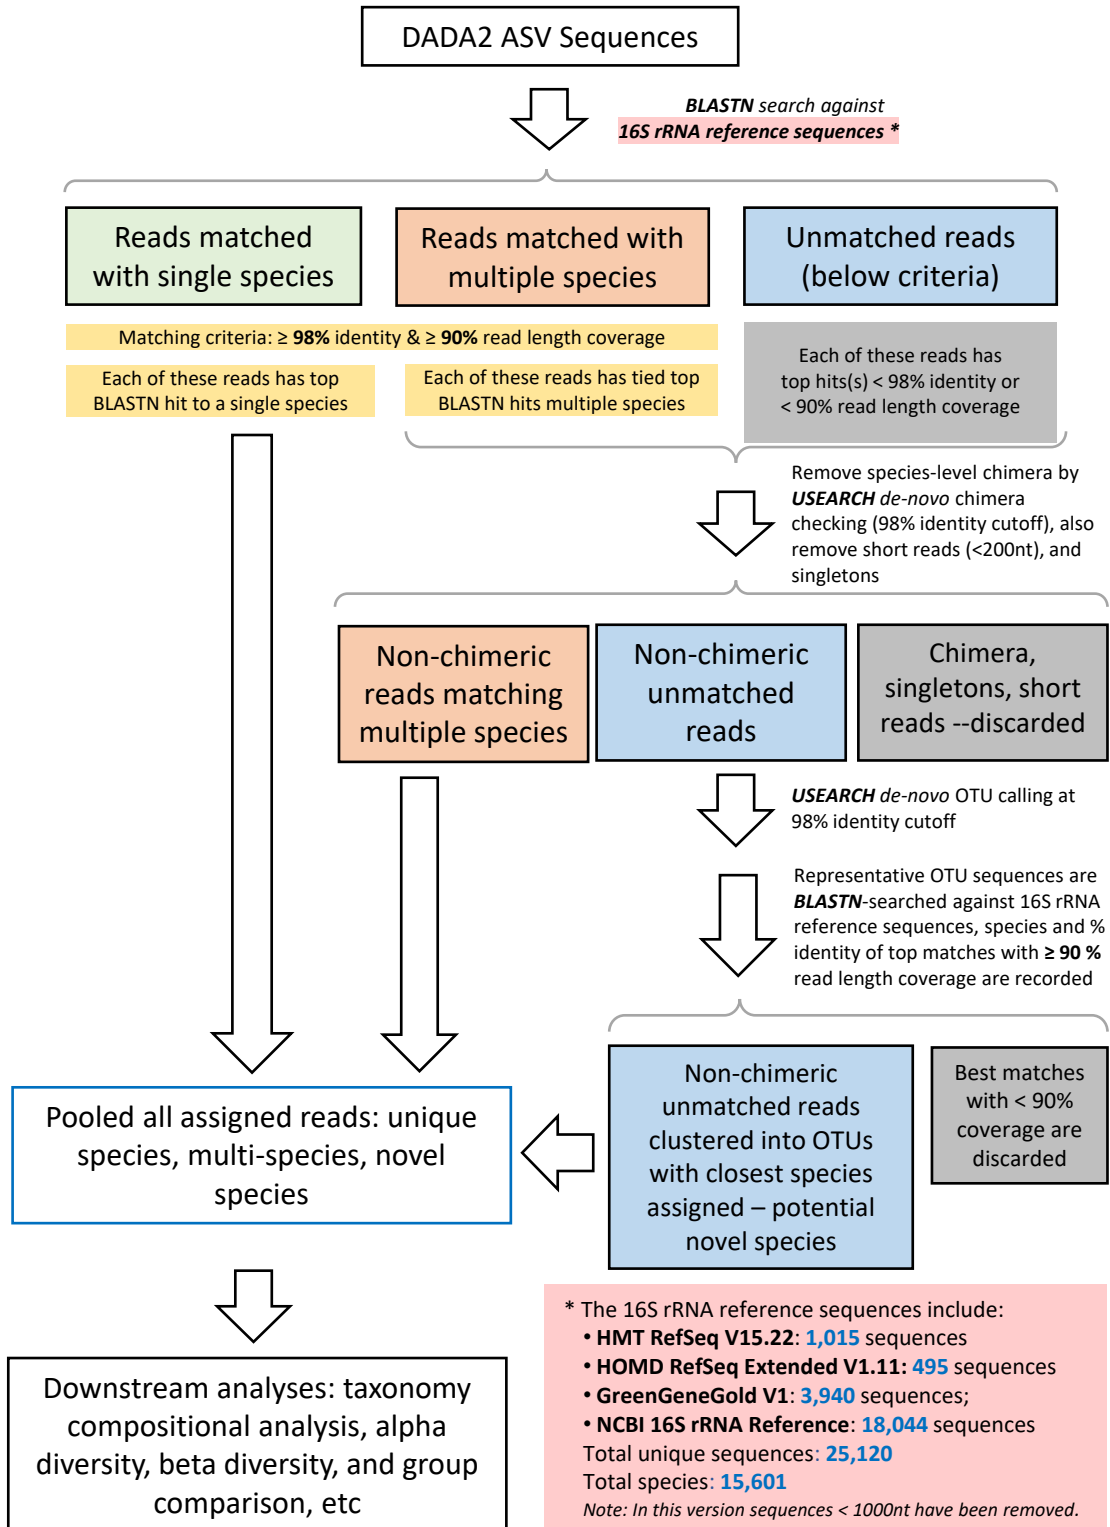 DADA2 ASV Sequences
BLASTN search against
16S rRNA reference sequences *
Reads matched
with single species
Reads matched with
multiple species
Unmatched reads
(below criteria)
Matching criteria: ≥ 98% identity & ≥ 90% read length coverage
Each of these reads has top
BLASTN hit to a single species
Each of these reads has tied top
BLASTN hits multiple species
Each of these reads has
top hits(s) < 98% identity or
< 90% read length coverage
Remove species-level chimera by
USEARCH de-novo chimera
checking (98% identity cutoff), also
remove short reads (<200nt), and
singletons
Non-chimeric
reads matching
multiple species
Non-chimeric
unmatched
reads
Chimera,
singletons, short
reads --discarded
USEARCH de-novo OTU calling at
98% identity cutoff
Representative OTU sequences are
BLASTN-searched against 16S rRNA
reference sequences, species and %
identity of top matches with ≥ 90 %
read length coverage are recorded
Non-chimeric
unmatched reads
clustered into OTUs
with closest species
assigned – potential
novel species
Best matches
with < 90%
coverage are
discarded
Pooled all assigned reads: unique
species, multi-species, novel
species
Downstream analyses: taxonomy
compositional analysis, alpha
diversity, beta diversity, and group
comparison, etc
* The 16S rRNA reference sequences include:
• HMT RefSeq V15.22: 1,015 sequences
• HOMD RefSeq Extended V1.11: 495 sequences
• GreenGeneGold V1: 3,940 sequences;
• NCBI 16S rRNA Reference: 18,044 sequences
Total unique sequences: 25,120
Total species: 15,601
Note: In this version sequences < 1000nt have been removed.